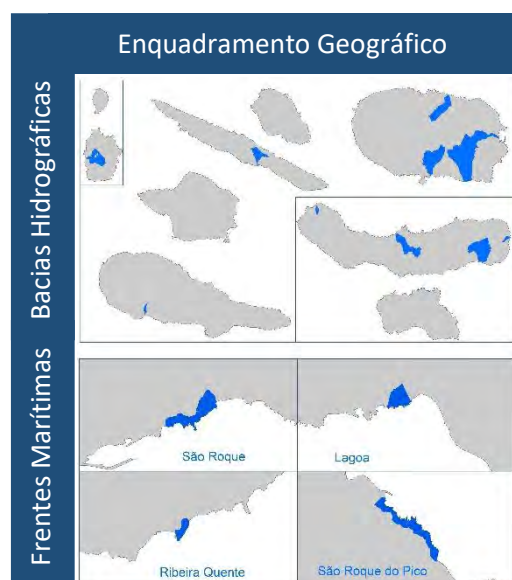 Enquadramento Geográfico
Bacias Hidrográficas
Frentes Marítimas
São Roque
Lagoa
Ribeira Quente
São Roque do Pico